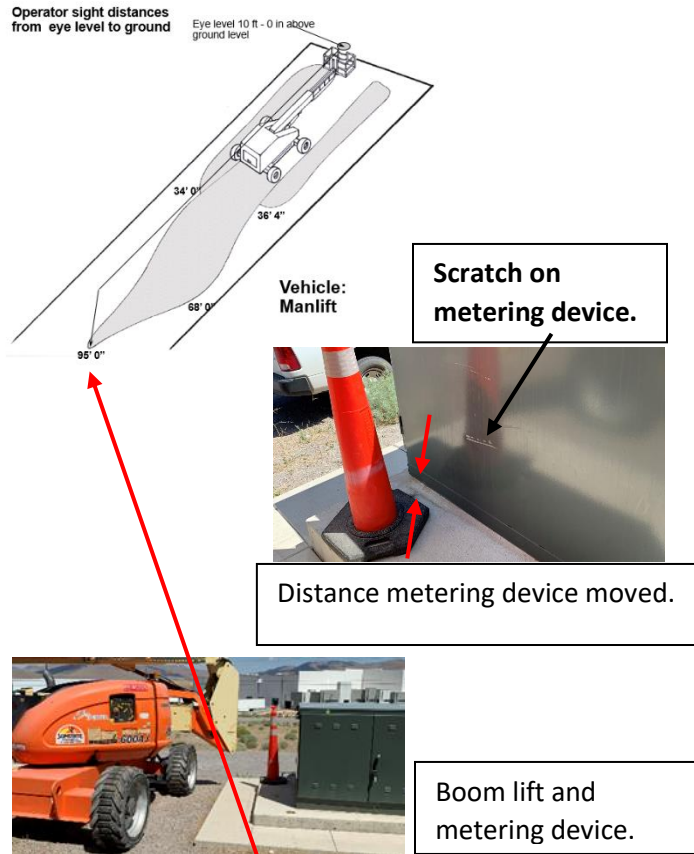 Operator sight distances
from eye level to ground
Eye level 10 ft - 0 in above
ground level
34' 0"
36' 4"
68' 0"
95' 0"
Vehicle:
Manlift
Scratch on
metering device.
Distance metering device moved.
600AJ
Boom lift and
metering device.